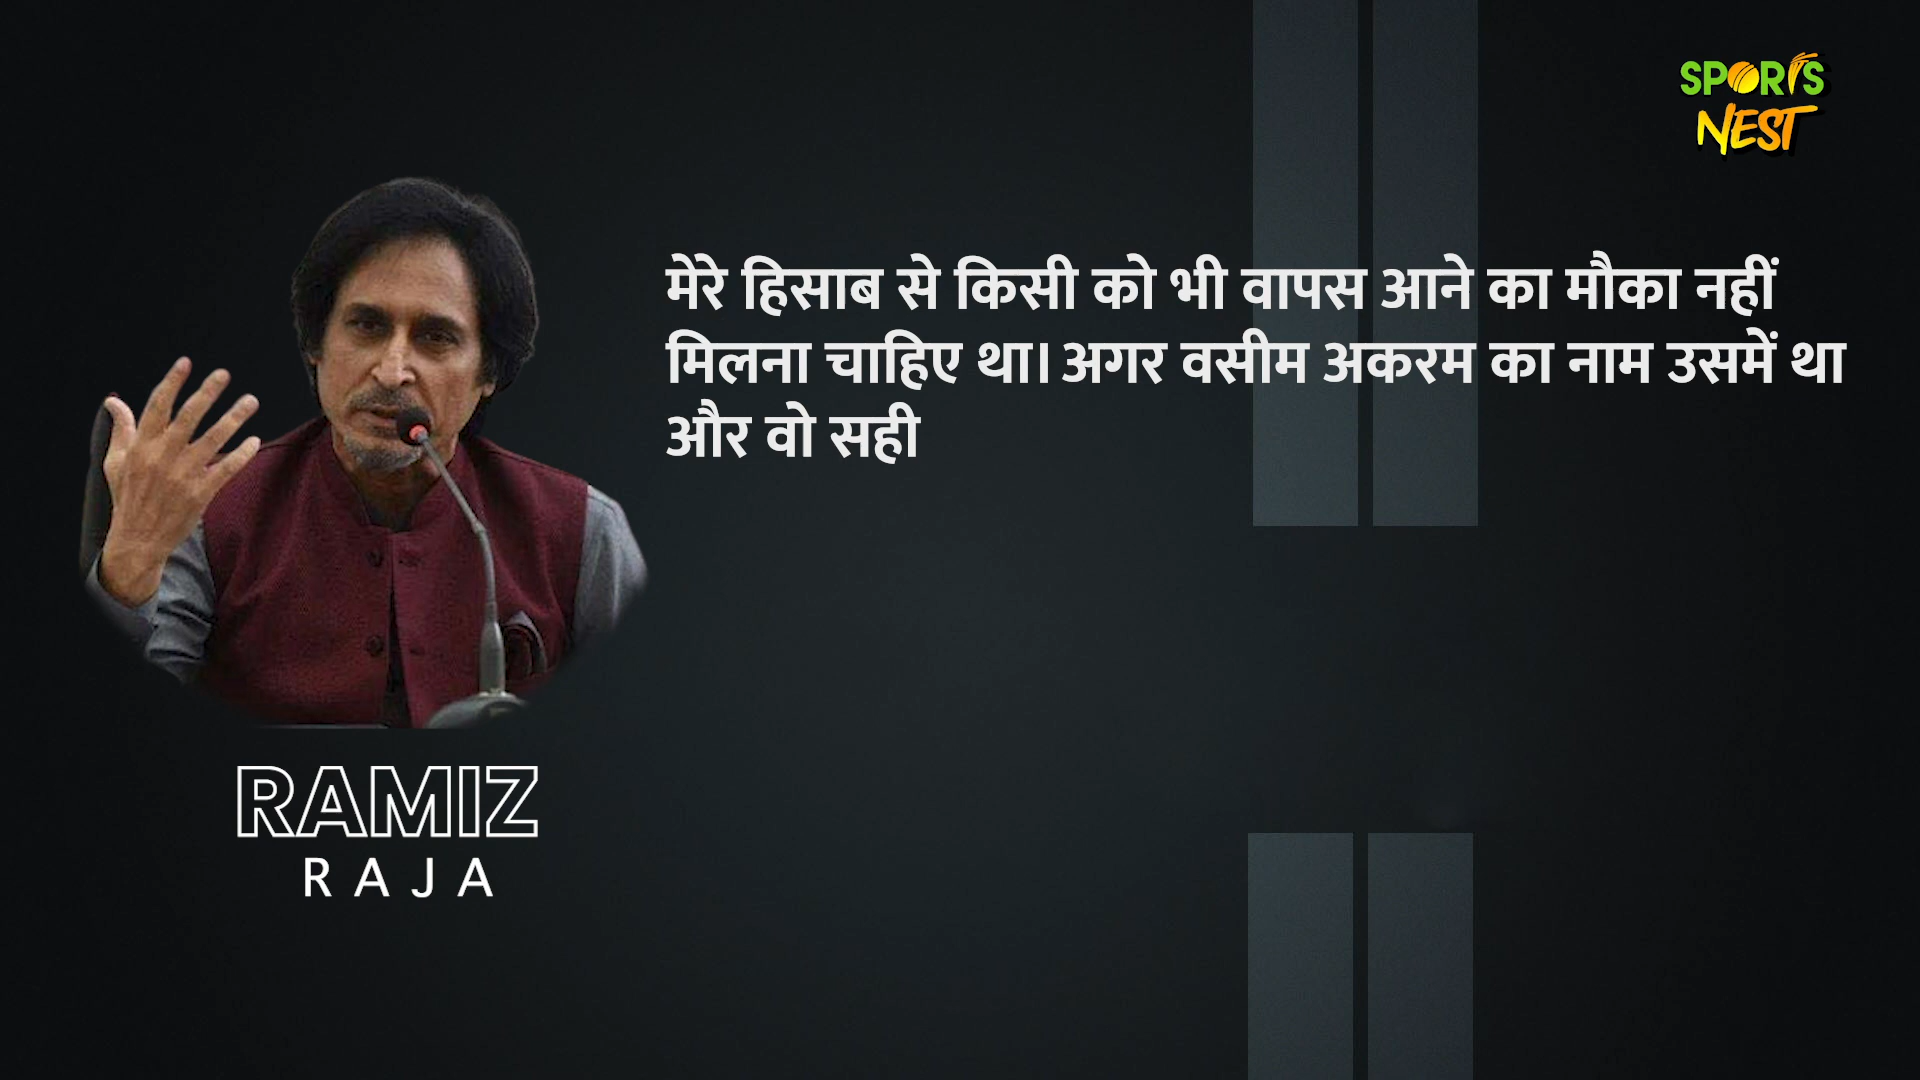 SPORTS
NEST
मेरे हिसाब से किसी को भी वापस आने का मौका नहीं
मिलना चाहिए था। अगर वसीम अकरम का नाम उसमें था
और वो सही
RAMIZ
RAJA